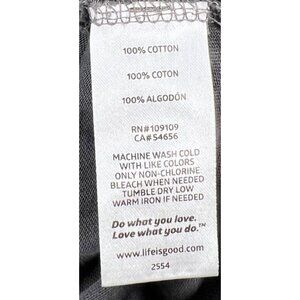 100% COTTON
100% COTON
100% ALGODÓN
RN#109109
CA#54656
MACHINE WASH COLD
WITH LIKE COLORS
ONLY NON-CHLORINE
BLEACH WHEN NEEDED
TUMBLE DRY LOW
WARM IRON IF NEEDED
Do what you love.
Love what you do.™
www.lifeisgood.com
2554